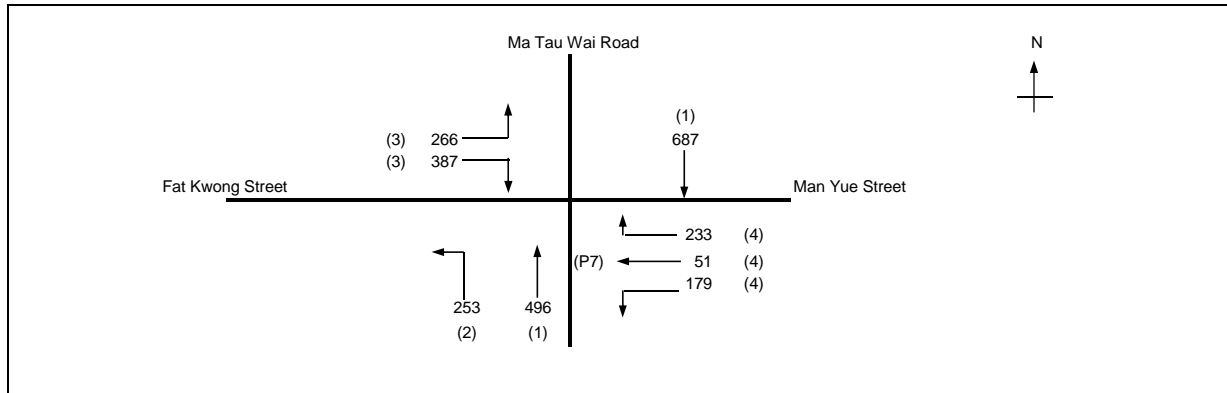 Ma Tau Wai Road
N
(1)
(3) 266
687
(3) 387
Fat Kwong Street
Man Yue Street
233 (4)
(P7)
51 (4)
179 (4)
253
496
(2)
(1)